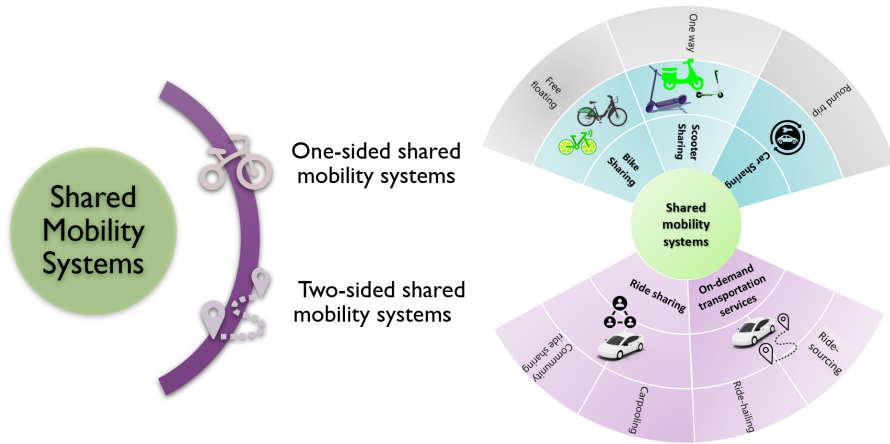 Shared
Mobility
Systems
One-sided shared
mobility systems
Two-sided shared
mobility systems
Free
floating
One way
Round trip
Bike
Sharing
Scooter
Sharing
Car Sharing
Shared
mobility
systems
Ride sharing
On-demand
transportation
services
Community
ride sharing
Carpooling
Ride-hailing
Ride-
sourcing